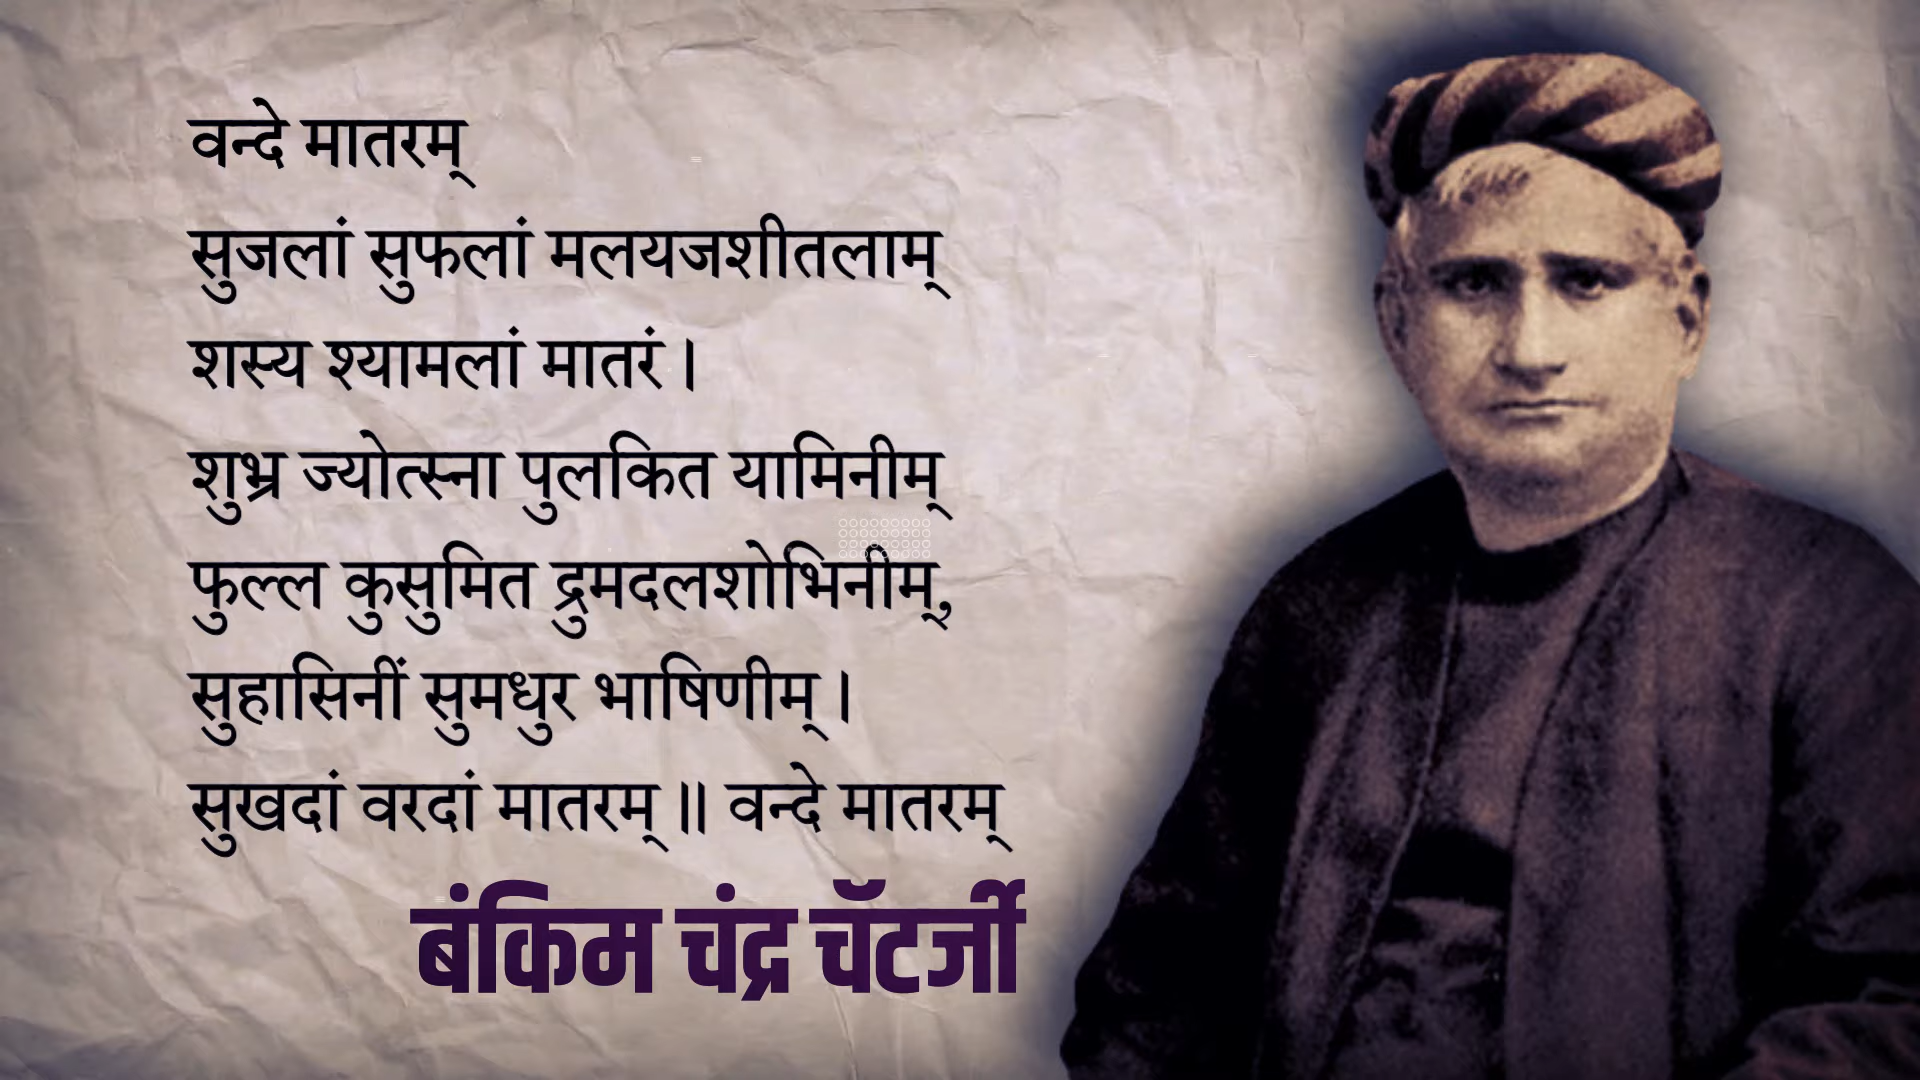 वन्दे मातरम्
सुजलां सुफलां मलयजशीतलाम्
शस्य श्यामलां मातरं ।
शुभ्र ज्योत्स्ना पुलकित यामिनीम्
फुल्ल कुसुमित द्रुमदलशोभिनीम्,
सुहासिनीं सुमधुर भाषिणीम् ।
सुखदां वरदां मातरम् ॥ वन्दे मातरम्
बंकिम चंद्र चॅटर्जी